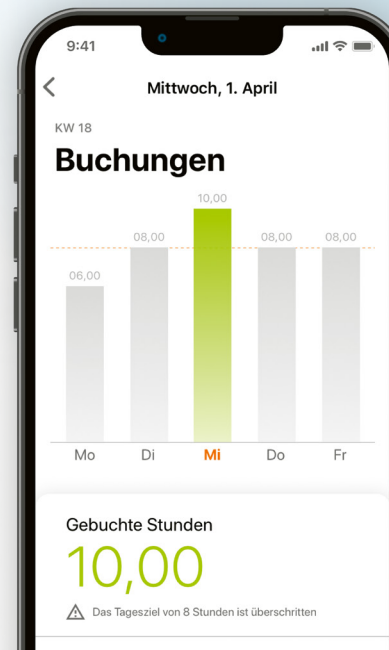 9:41
Mittwoch, 1. April
KW 18
Buchungen
10,00
08,00 08,00 08,00
06,00
Mo Di Mi Do Fr
Gebuchte Stunden
10,00
Das Tagesziel von 8 Stunden ist überschritten